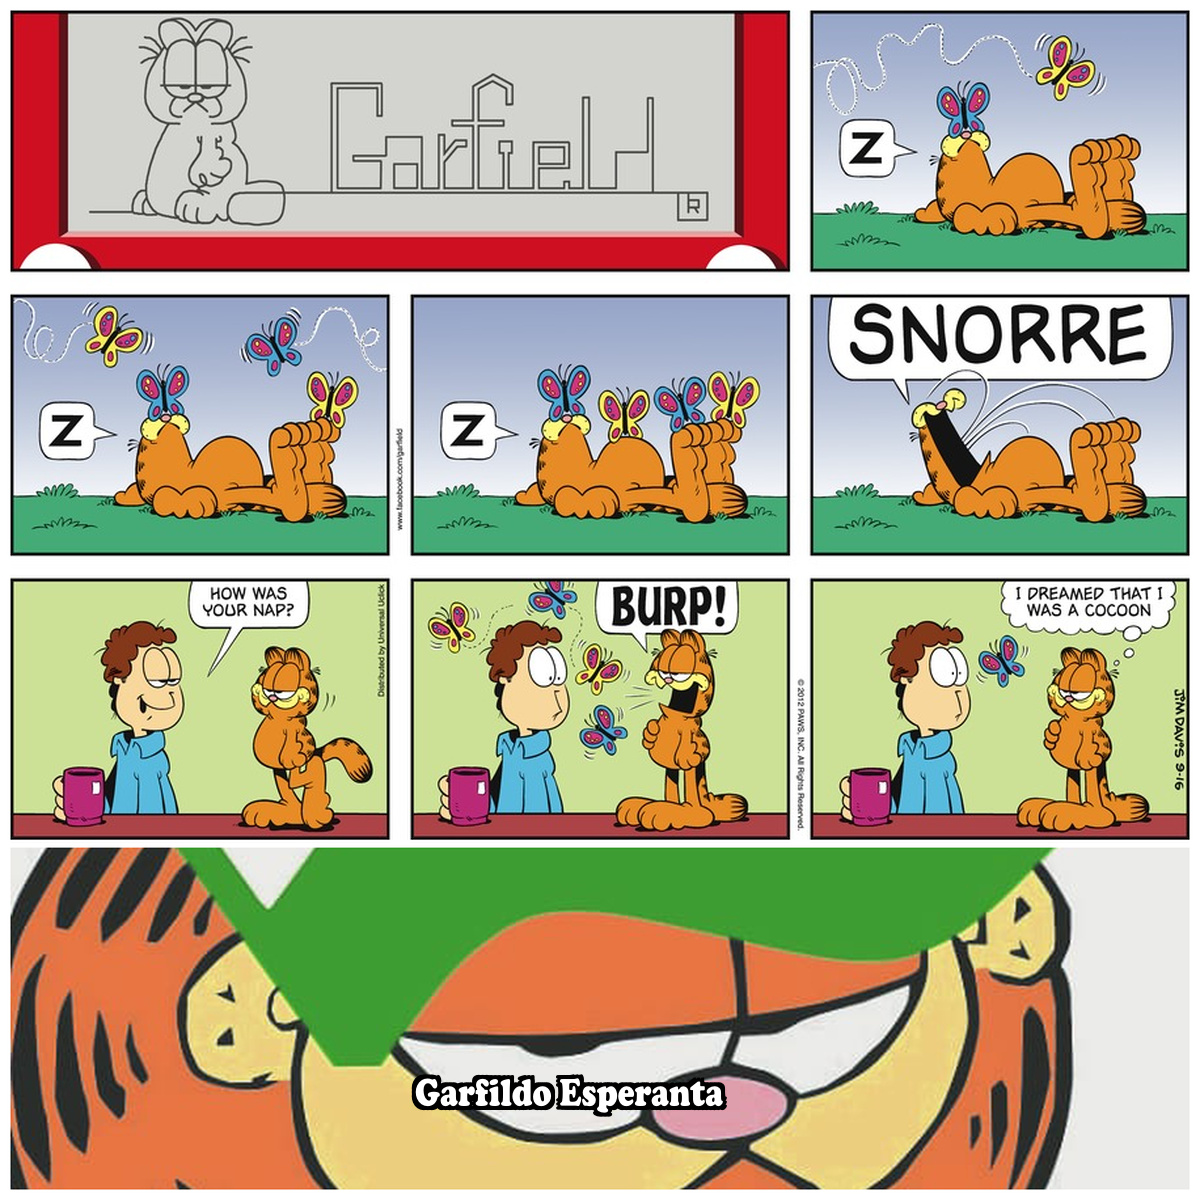 Garfield
R
Z
Z
www.facebook.com/garfield
Z
SNORRE
HOW WAS
YOUR NAP?
Distributed by Universal Uclick
BURP!
© 2012 PAWS, INC. All Rights Reserved.
I DREAMED THAT I
WAS A COCOON
JIM DAVIS 9-16
Garfildo Esperanta